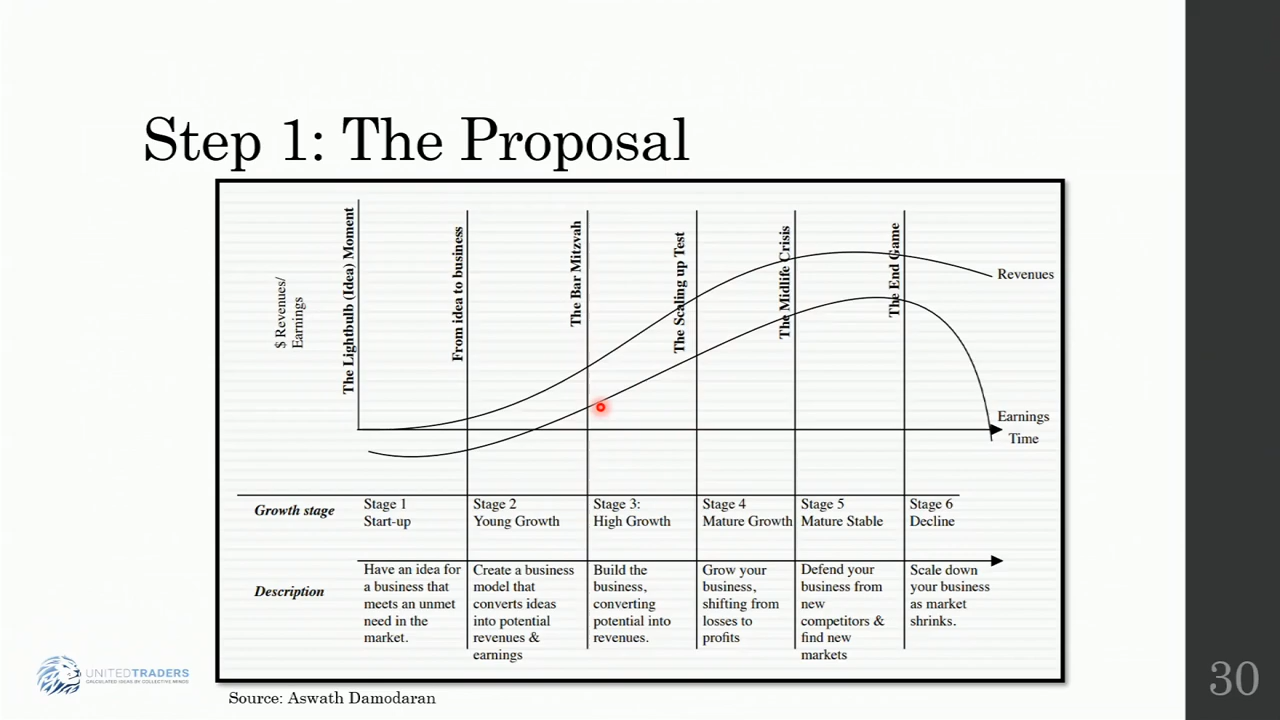 Step 1: The Proposal
$ Revenues/
Earnings
The Lightbulb (Idea) Moment
From idea to business
The Bar Mitzvah
The Scaling up Test
The Midlife Crisis
The End Game
Revenues
Earnings
Time
Growth stage
Stage 1
Start-up
Stage 2
Young Growth
Stage 3:
High Growth
Stage 4
Mature Growth
Stage 5
Mature Stable
Stage 6
Decline
Description
Have an idea for
a business that
meets an unmet
need in the
market.
Create a business
model that
converts ideas
into potential
revenues &
earnings
Build the
business,
converting
potential into
revenues.
Grow your
business,
shifting from
losses to
profits
Defend your
business from
new
competitors &
find new
markets
Scale down
your business
as market
shrinks.
UNITEDTRADERS
CALCULATED IDEAS BY COLLECTIVE MINDS
Source: Aswath Damodaran
30